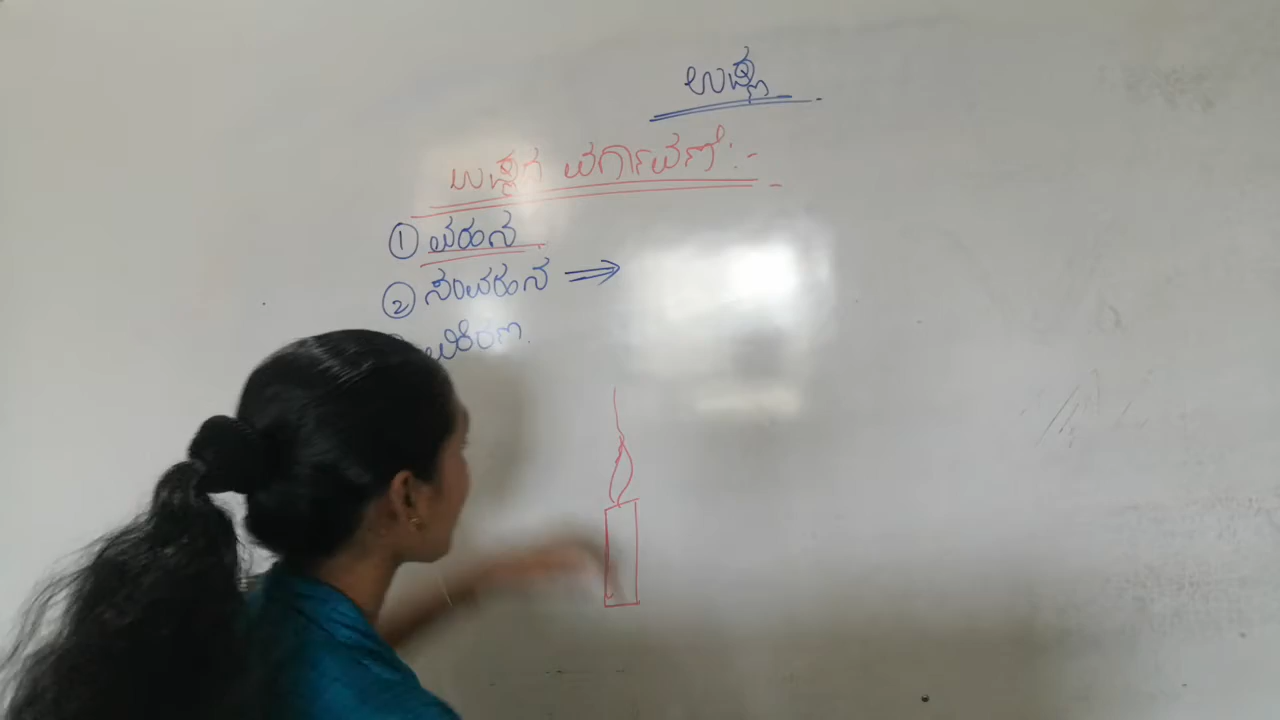 ಉಷ್ಣ
ಉಷ್ಣದ ವರ್ಗಾವಣೆ :-
① ವಹನ
② ಸಂವಹನ ⇒
ವಿಕಿರಣ.